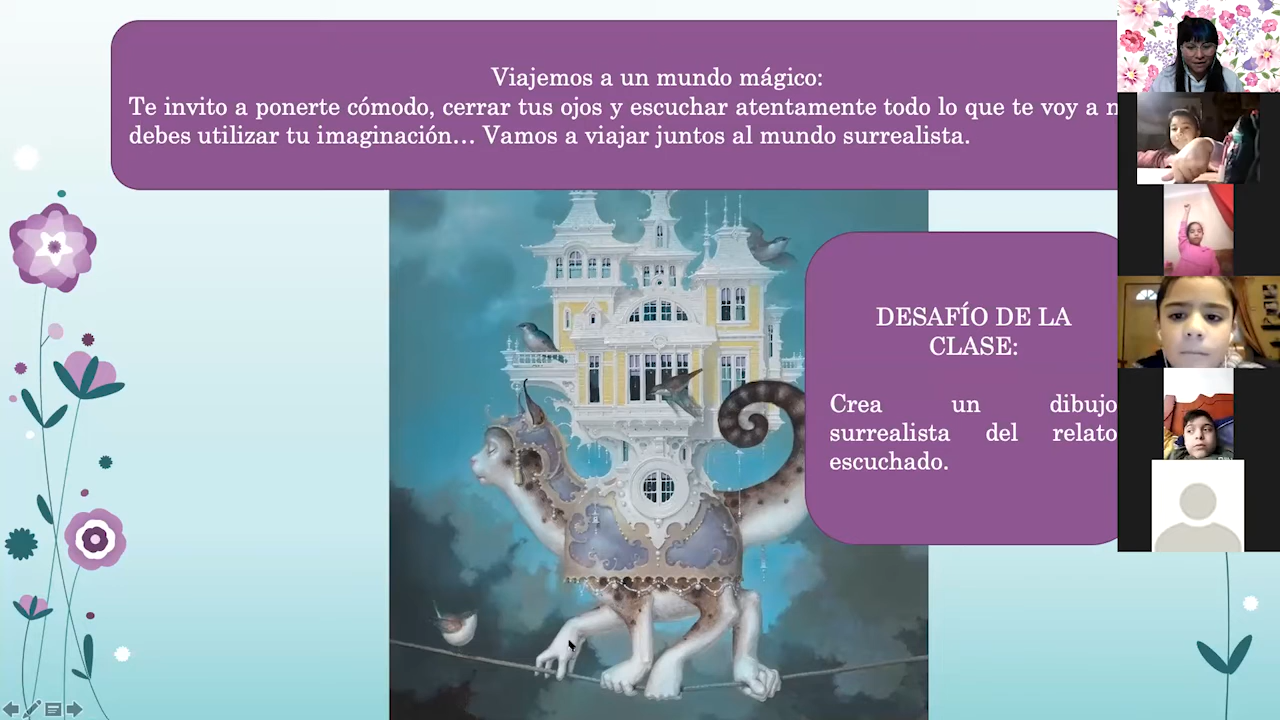 Viajemos a un mundo mágico:
Te invito a ponerte cómodo, cerrar tus ojos y escuchar atentamente todo lo que te voy a
debes utilizar tu imaginación... Vamos a viajar juntos al mundo surrealista.
DESAFÍO DE LA
CLASE:
Crea un dibujo
surrealista del relato
escuchado.